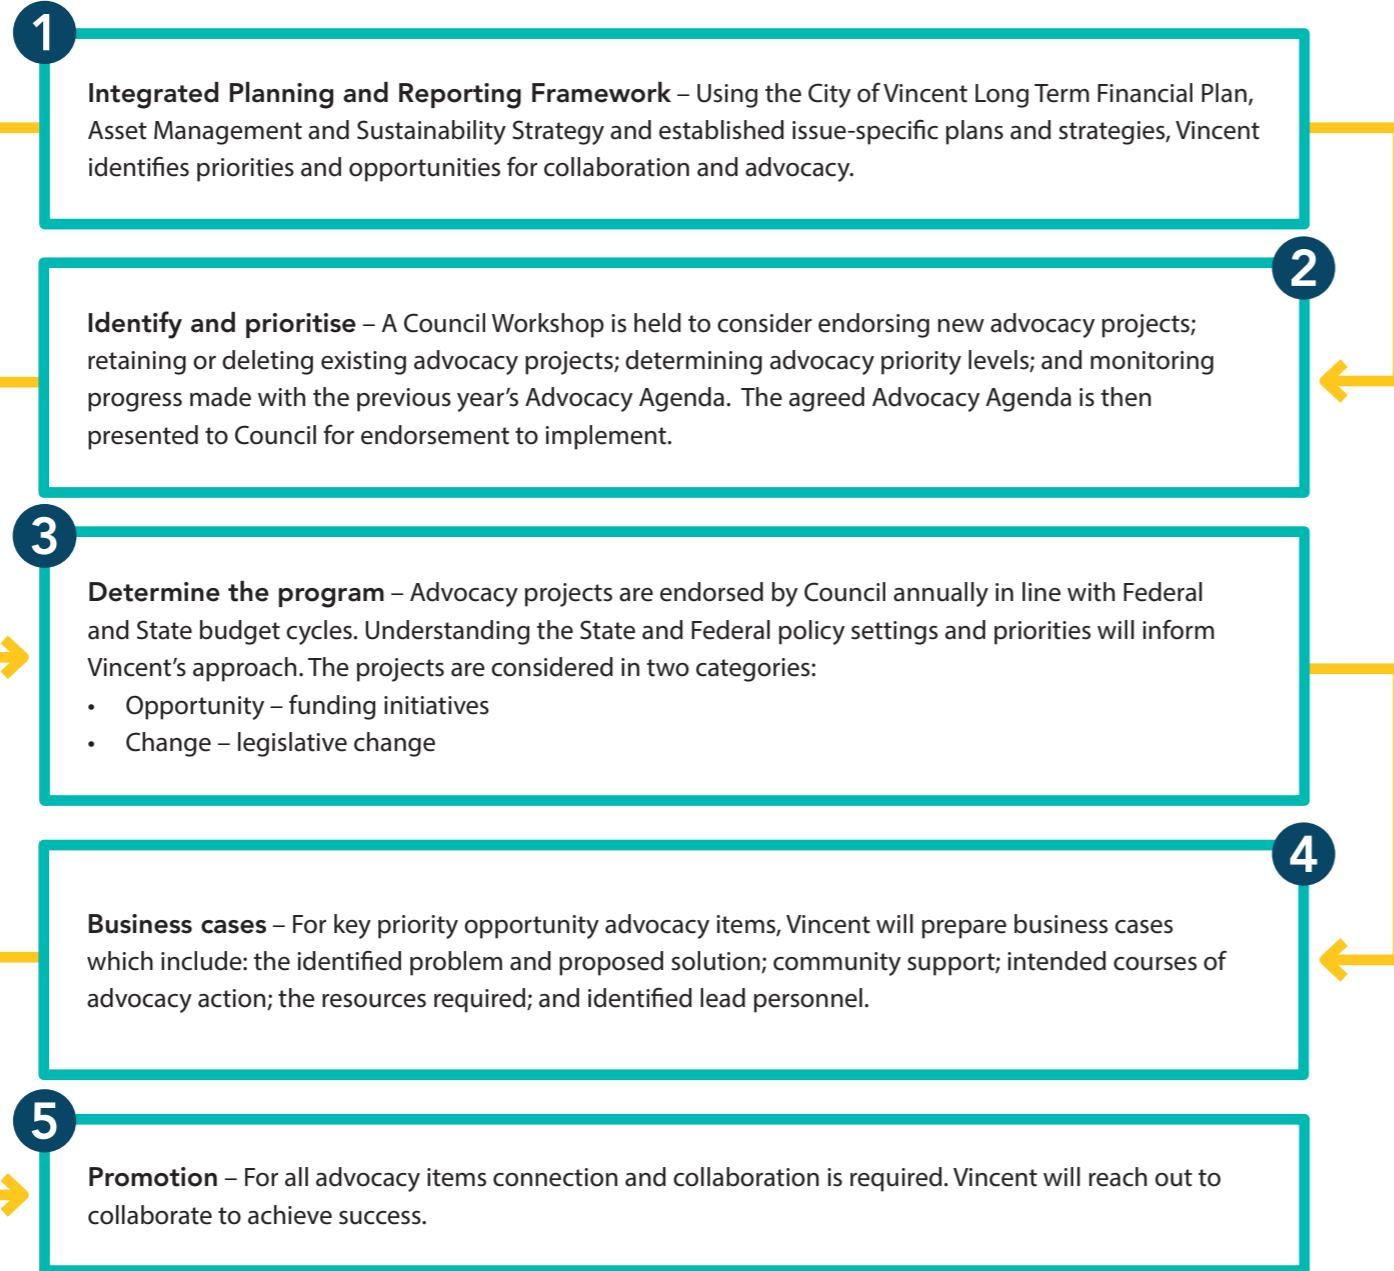 1
Integrated Planning and Reporting Framework – Using the City of Vincent Long Term Financial Plan,
Asset Management and Sustainability Strategy and established issue-specific plans and strategies, Vincent
identifies priorities and opportunities for collaboration and advocacy.
2
Identify and prioritise – A Council Workshop is held to consider endorsing new advocacy projects;
retaining or deleting existing advocacy projects; determining advocacy priority levels; and monitoring
progress made with the previous year’s Advocacy Agenda.  The agreed Advocacy Agenda is then
presented to Council for endorsement to implement.
3
Determine the program – Advocacy projects are endorsed by Council annually in line with Federal
and State budget cycles. Understanding the State and Federal policy settings and priorities will inform
Vincent’s approach. The projects are considered in two categories:
• Opportunity – funding initiatives
• Change – legislative change
4
Business cases – For key priority opportunity advocacy items, Vincent will prepare business cases
which include: the identified problem and proposed solution; community support; intended courses of
advocacy action; the resources required; and identified lead personnel.
5
Promotion – For all advocacy items connection and collaboration is required. Vincent will reach out to
collaborate to achieve success.